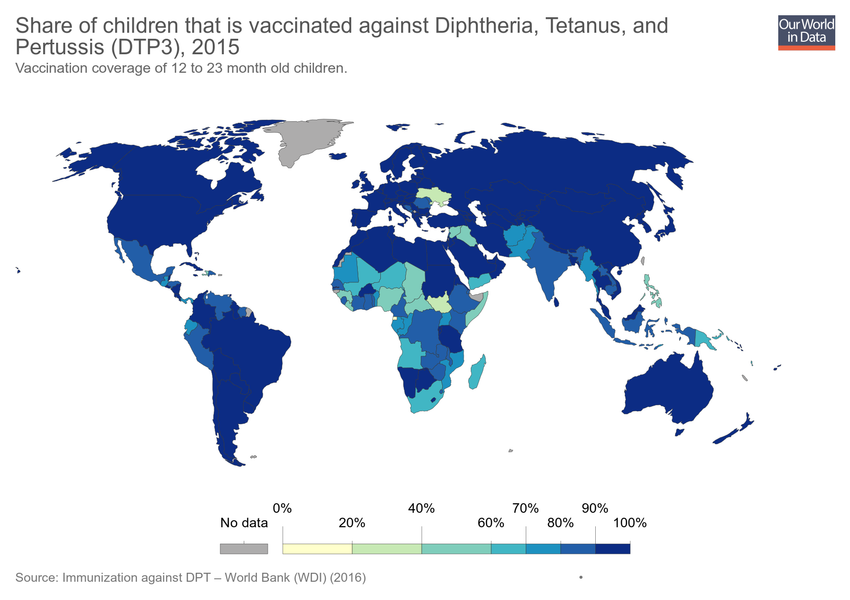 Share of children that is vaccinated against Diphtheria, Tetanus, and
Pertussis (DTP3), 2015
Vaccination coverage of 12 to 23 month old children.
Our World
in Data
0% 40% 70% 90%
No data 20% 60% 80% 100%
Source: Immunization against DPT – World Bank (WDI) (2016)